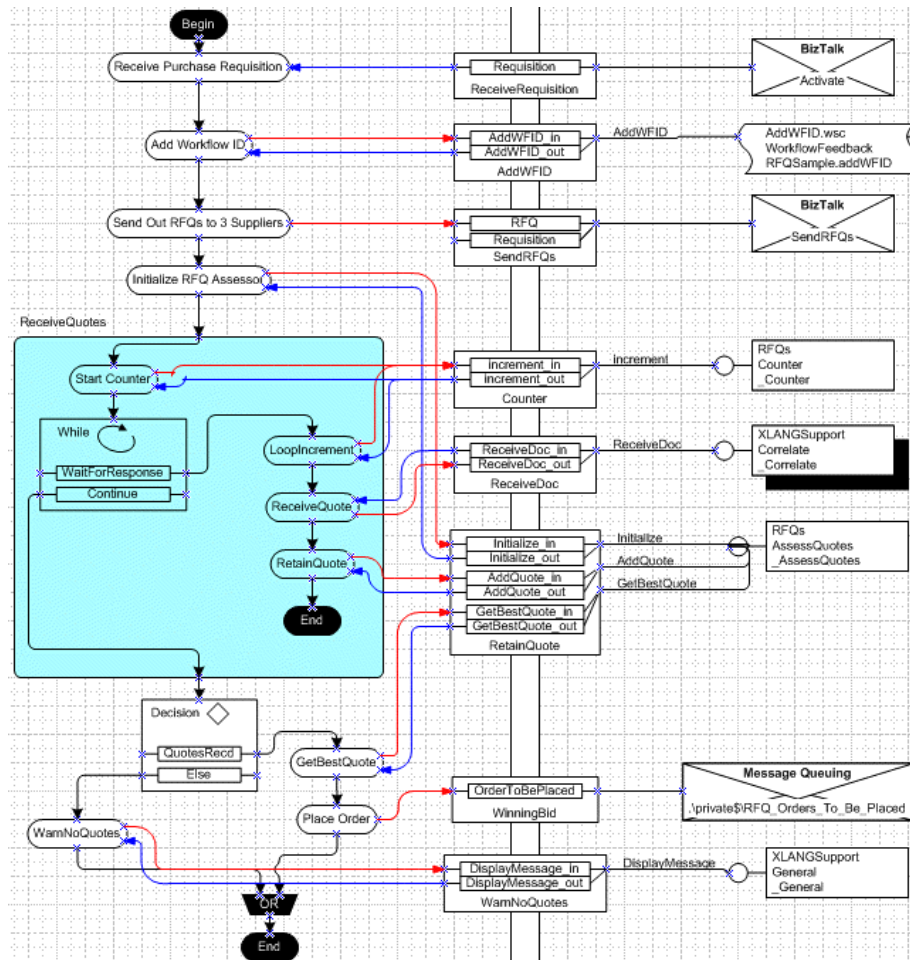 Begin
Receive Purchase Requisition
Requisition
ReceiveRequisition
BizTalk
Activate
Add Workflow ID
AddWFID_in
AddWFID_out
AddWFID
AddWFID
AddWFID.wsc
WorkflowFeedback
RFQSample.addWFID
Send Out RFQs to 3 Suppliers
RFQ
Requisition
SendRFQs
BizTalk
SendRFQs
Initialize RFQ Assessor
ReceiveQuotes
Start Counter
increment_in
increment_out
Counter
increment
RFQs
Counter
_Counter
While
WaitForResponse
Continue
LoopIncrement
ReceiveQuote
RetainQuote
End
ReceiveDoc_in
ReceiveDoc_out
ReceiveDoc
ReceiveDoc
XLANGSupport
Correlate
_Correlate
Initialize_in
Initialize_out
AddQuote_in
AddQuote_out
GetBestQuote_in
GetBestQuote_out
RetainQuote
Initialize
AddQuote
GetBestQuote
RFQs
AssessQuotes
_AssessQuotes
Decision
QuotesRecd
Else
GetBestQuote
Place Order
OrderToBePlaced
WinningBid
Message Queuing
.\private$\RFQ_Orders_To_Be_Placed
WarnNoQuotes
DisplayMessage_in
DisplayMessage_out
WarnNoQuotes
DisplayMessage
XLANGSupport
General
_General
OR
End